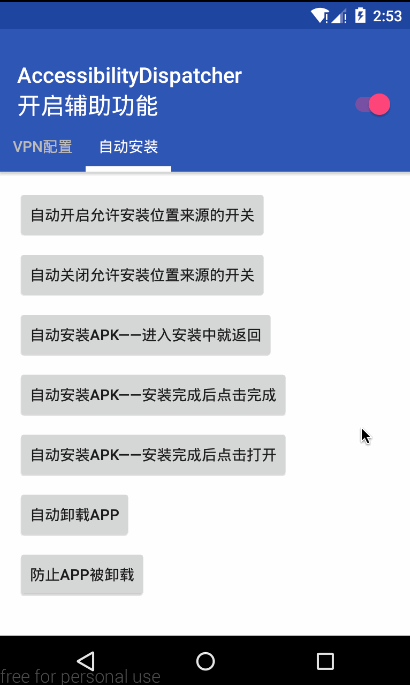 2:53
AccessibilityDispatcher
开启辅助功能
VPN配置 自动安装
自动开启允许安装位置来源的开关
自动关闭允许安装位置来源的开关
自动安装APK——进入安装中就返回
自动安装APK——安装完成后点击完成
自动安装APK——安装完成后点击打开
自动卸载APP
防止APP被卸载
free for personal use